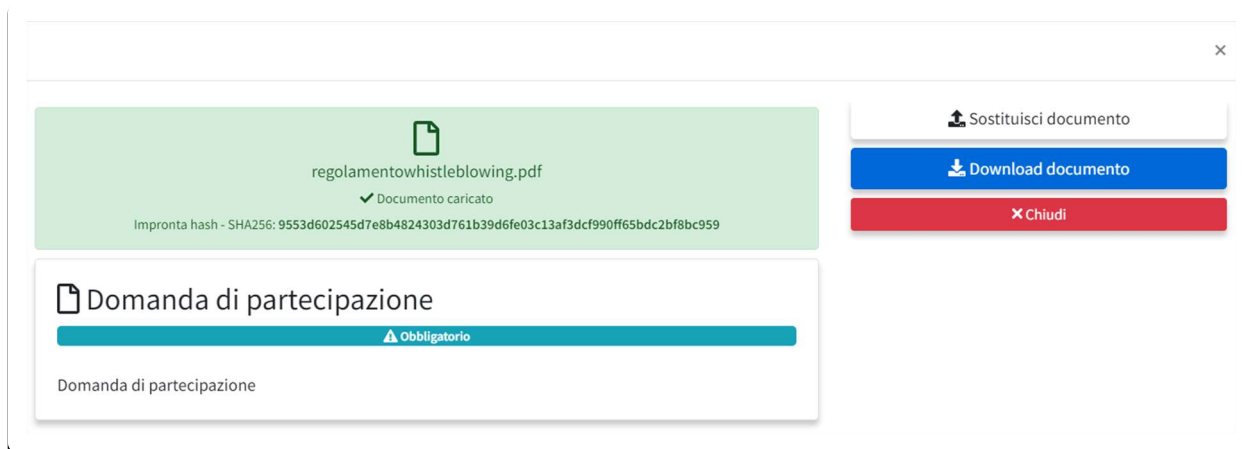 ×
regolamentowhistleblowing.pdf
Documento caricato
Impronta hash - SHA256: 9553d602545d7e8b4824303d761b39d6fe03c13af3dcf990ff65bdc2bf8bc959
Domanda di partecipazione
Obbligatorio
Domanda di partecipazione
Sostituisci documento
Download documento
Chiudi